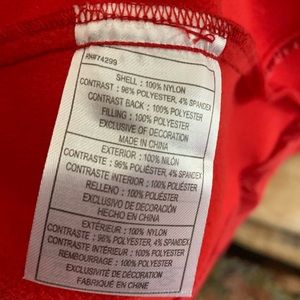 RN#74299
SHELL : 100% NYLON
CONTRAST : 96% POLYESTER, 4% SPANDEX
CONTRAST BACK : 100% POLYESTER
FILLING : 100% POLYESTER
EXCLUSIVE OF DECORATION
MADE IN CHINA
EXTERIOR : 100% NILÓN
CONTRASTE : 96% POLIÉSTER, 4% SPANDEX
CONTRASTE INTERIOR : 100% POLIÉSTER
RELLENO : 100% POLIÉSTER
EXCLUSIVO DE DECORACIÓN
HECHO EN CHINA
EXTÉRIEUR : 100% NYLON
CONTRASTE : 96% POLYESTER, 4% SPANDEX
CONTRASTE INTÉRIEUR : 100% POLYESTER
REMBOURRAGE : 100% POLYESTER
EXCLUSIVITÉ DE DÉCORATION
FABRIQUÉ EN CHINE